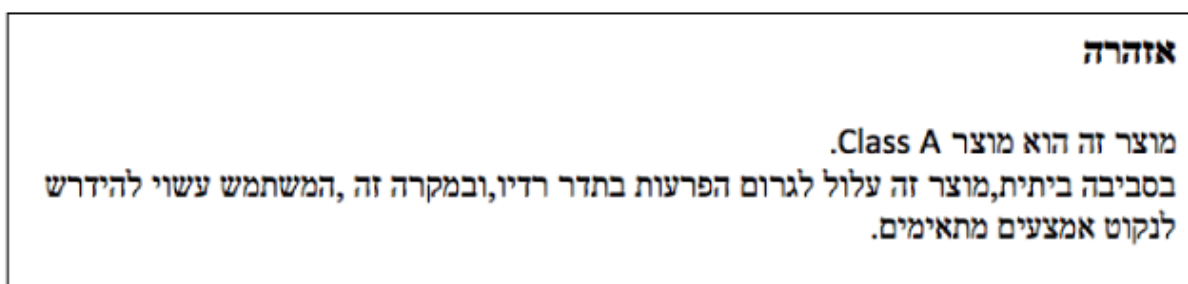 אזהרה
מוצר זה הוא מוצר Class A.
בסביבה ביתית,מוצר זה עלול לגרום הפרעות בתדר רדיו,ובמקרה זה ,המשתמש עשוי להידרש
לנקוט אמצעים מתאימים.